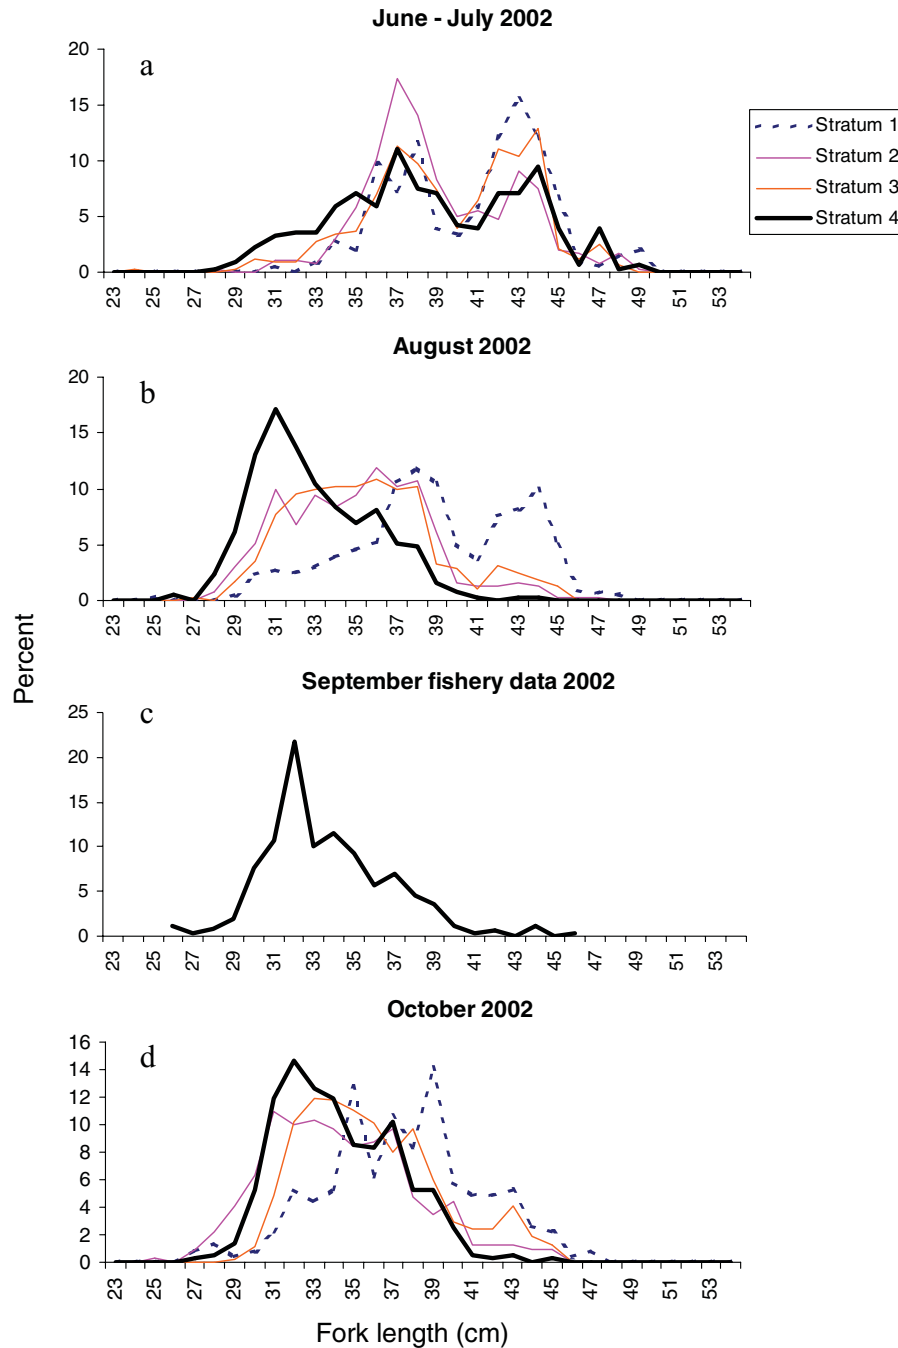 June - July 2002
a
20
15
10
5
0
23 25 27 29 31 33 35 37 39 41 43 45 47 49 51 53
Stratum 1
Stratum 2
Stratum 3
Stratum 4
August 2002
b
20
15
10
5
0
23 25 27 29 31 33 35 37 39 41 43 45 47 49 51 53
Percent
September fishery data 2002
c
25
20
15
10
5
0
23 25 27 29 31 33 35 37 39 41 43 45 47 49 51 53
October 2002
d
16
14
12
10
8
6
4
2
0
23 25 27 29 31 33 35 37 39 41 43 45 47 49 51 53
Fork length (cm)